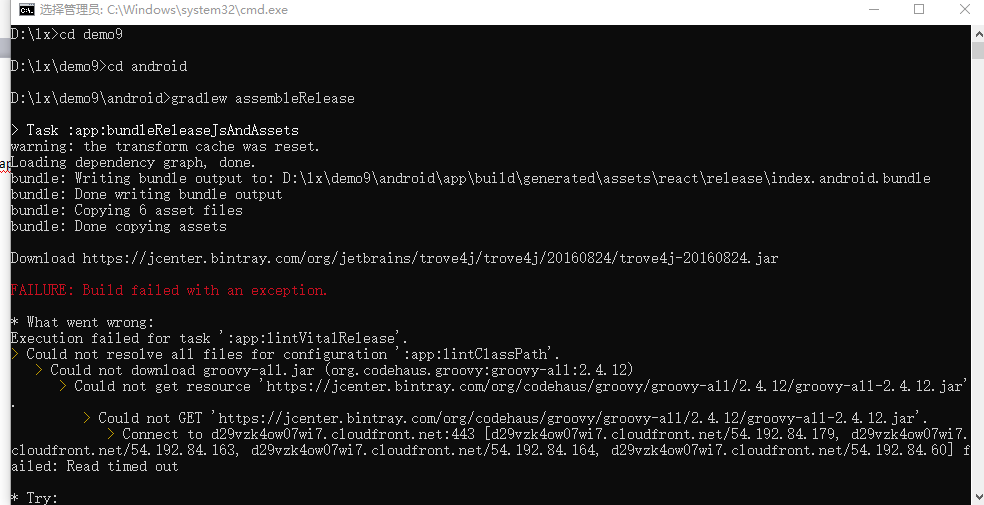 选择管理员: C:\Windows\system32\cmd.exe
D:\lx>cd demo9
D:\lx\demo9>cd android
D:\lx\demo9\android>gradlew assembleRelease
> Task :app:bundleReleaseJsAndAssets
warning: the transform cache was reset.
Loading dependency graph, done.
bundle: Writing bundle output to: D:\lx\demo9\android\app\build\generated\assets\react\release\index.android.bundle
bundle: Done writing bundle output
bundle: Copying 6 asset files
bundle: Done copying assets
Download https://jcenter.bintray.com/org/jetbrains/trove4j/trove4j/20160824/trove4j-20160824.jar
FAILURE: Build failed with an exception.
* What went wrong:
Execution failed for task ':app:lintVitalRelease'.
> Could not resolve all files for configuration ':app:lintClassPath'.
> Could not download groovy-all.jar (org.codehaus.groovy:groovy-all:2.4.12)
> Could not get resource 'https://jcenter.bintray.com/org/codehaus/groovy/groovy-all/2.4.12/groovy-all-2.4.12.jar'
.
> Could not GET 'https://jcenter.bintray.com/org/codehaus/groovy/groovy-all/2.4.12/groovy-all-2.4.12.jar'.
> Connect to d29vzk4ow07wi7.cloudfront.net:443 [d29vzk4ow07wi7.cloudfront.net/54.192.84.179, d29vzk4ow07wi7.
cloudfront.net/54.192.84.163, d29vzk4ow07wi7.cloudfront.net/54.192.84.164, d29vzk4ow07wi7.cloudfront.net/54.192.84.60] f
ailed: Read timed out
* Try: